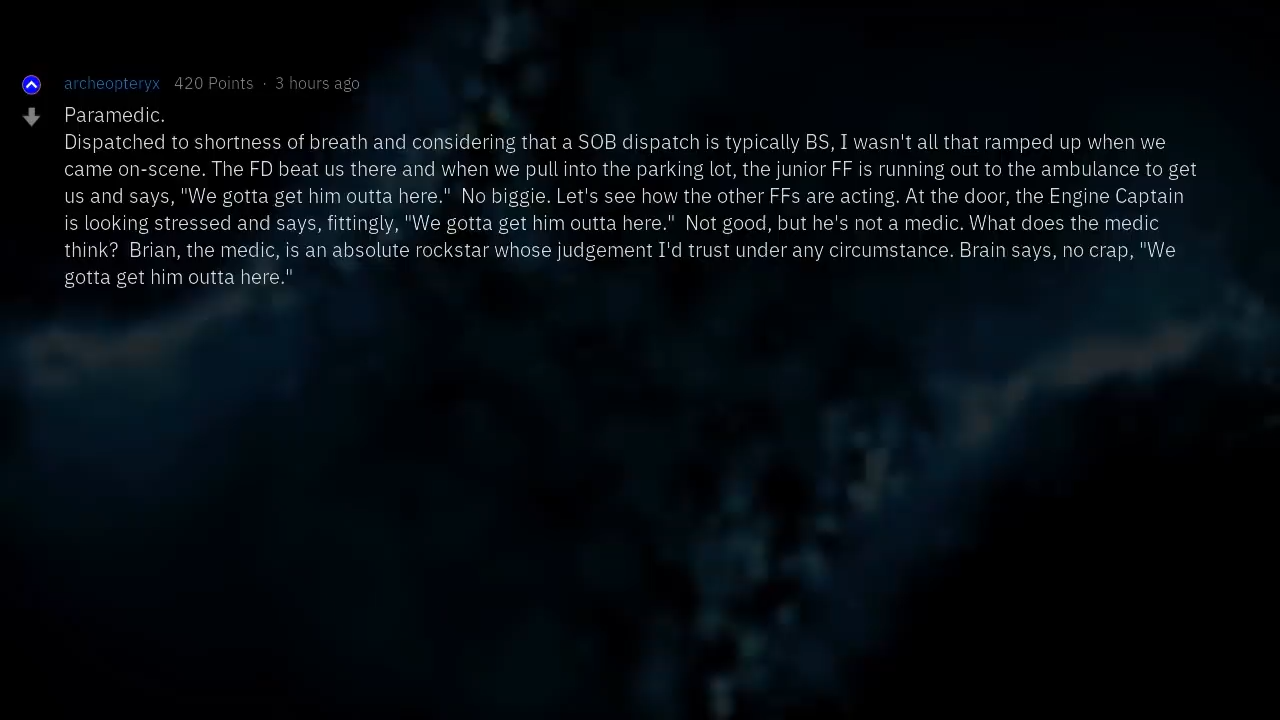 archeopteryx 420 Points · 3 hours ago
Paramedic.
Dispatched to shortness of breath and considering that a SOB dispatch is typically BS, I wasn't all that ramped up when we
came on-scene. The FD beat us there and when we pull into the parking lot, the junior FF is running out to the ambulance to get
us and says, "We gotta get him outta here."  No biggie. Let's see how the other FFs are acting. At the door, the Engine Captain
is looking stressed and says, fittingly, "We gotta get him outta here."  Not good, but he's not a medic. What does the medic
think?  Brian, the medic, is an absolute rockstar whose judgement I'd trust under any circumstance. Brain says, no crap, "We
gotta get him outta here."